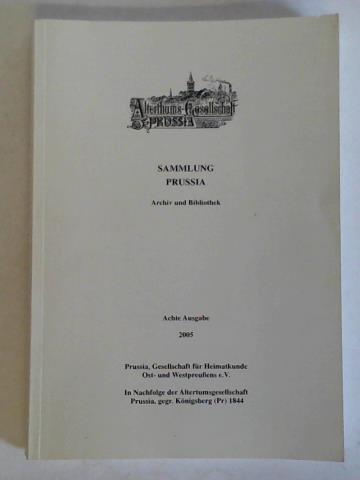 Alterthums-Gesellschaft
PRUSSIA
SAMMLUNG
PRUSSIA
Archiv und Bibliothek
Achte Ausgabe
2005
Prussia, Gesellschaft für Heimatkunde
Ost- und Westpreußens e.V.
In Nachfolge der Altertumsgesellschaft
Prussia, gegr. Königsberg (Pr) 1844